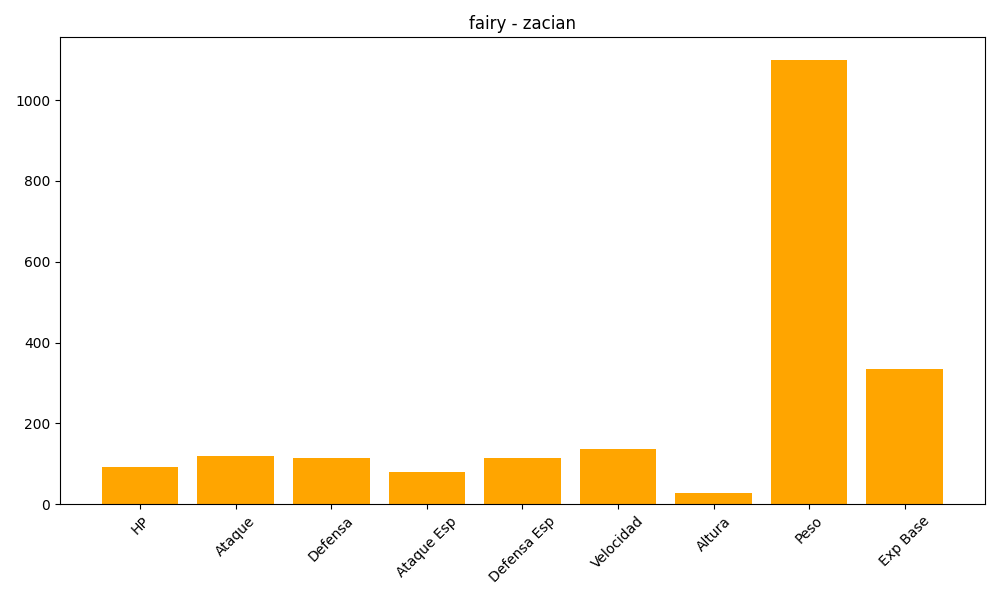 fairy - zacian
1000
800
600
400
200
0
HP
Ataque
Defensa
Ataque Esp
Defensa Esp
Velocidad
Altura
Peso
Exp Base